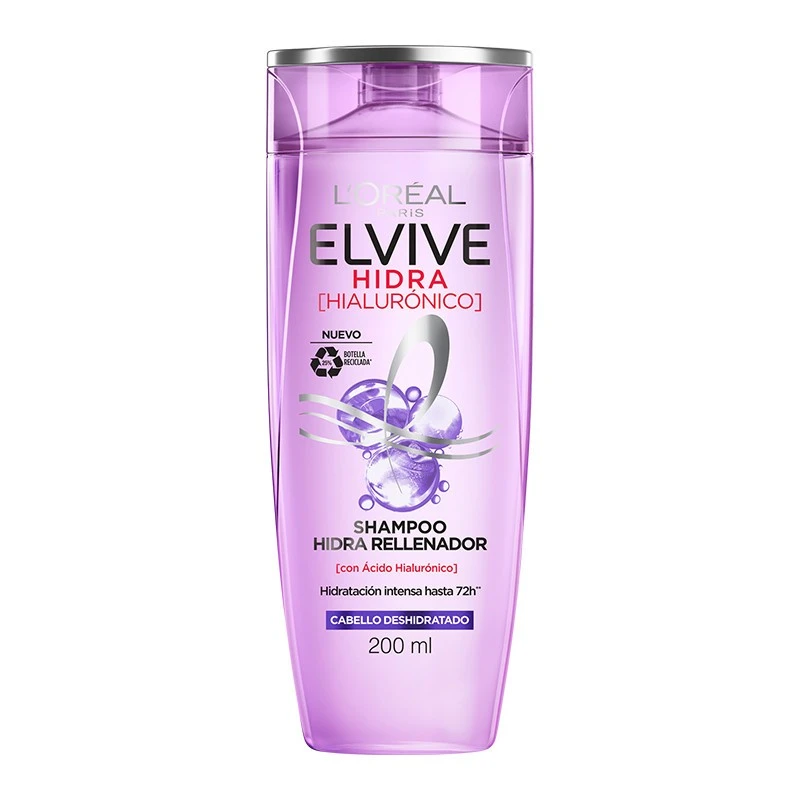 L'ORÉAL
PARIS
ELVIVE
HIDRA
[HIALURÓNICO]
NUEVO
25%
BOTELLA
RECICLADA*
SHAMPOO
HIDRA RELLENADOR
[con Ácido Hialurónico]
Hidratación intensa hasta 72h**
CABELLO DESHIDRATADO
200 ml